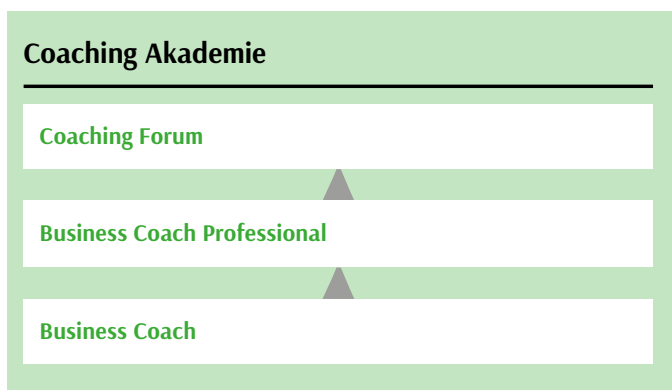 Coaching Akademie
Coaching Forum
Business Coach Professional
Business Coach